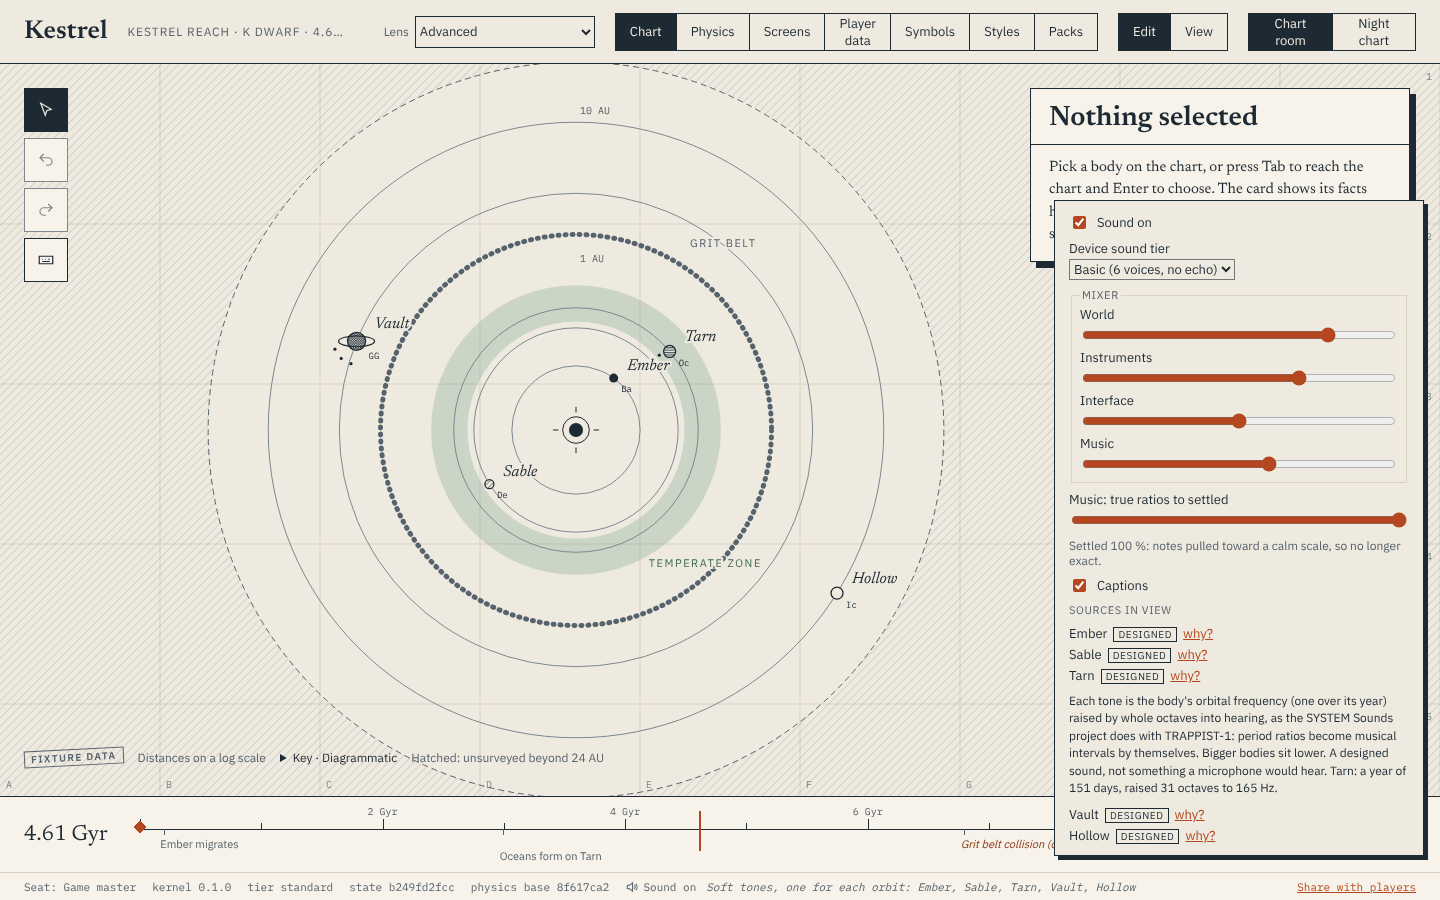 Kestrel
KESTREL REACH · K DWARF · 4.6…
Lens
Advanced
Chart
Physics
Screens
Player data
Symbols
Styles
Packs
Edit
View
Chart room
Night chart
Nothing selected
Pick a body on the chart, or press Tab to reach the
chart and Enter to choose. The card shows its facts
Sound on
Device sound tier
Basic (6 voices, no echo)
MIXER
World
Instruments
Interface
Music
Music: true ratios to settled
Settled 100 %: notes pulled toward a calm scale, so no longer
exact.
Captions
SOURCES IN VIEW
Ember DESIGNED why?
Sable DESIGNED why?
Tarn DESIGNED why?
Each tone is the body's orbital frequency (one over its year)
raised by whole octaves into hearing, as the SYSTEM Sounds
project does with TRAPPIST-1: period ratios become musical
intervals by themselves. Bigger bodies sit lower. A designed
sound, not something a microphone would hear. Tarn: a year of
151 days, raised 31 octaves to 165 Hz.
Vault DESIGNED why?
Hollow DESIGNED why?
10 AU
GRIT BELT
1 AU
Vault
GG
Tarn
Oc
Ember
Ba
Sable
De
TEMPERATE ZONE
Hollow
Ic
1
2
3
4
5
FIXTURE DATA
Distances on a log scale
Key · Diagrammatic
Hatched: unsurveyed beyond 24 AU
A
B
C
D
E
F
G
4.61 Gyr
2 Gyr
4 Gyr
6 Gyr
Ember migrates
Oceans form on Tarn
Grit belt collision
Seat: Game master
kernel 0.1.0
tier standard
state b249fd2fcc
physics base 8f617ca2
Sound on
Soft tones, one for each orbit: Ember, Sable, Tarn, Vault, Hollow
Share with players